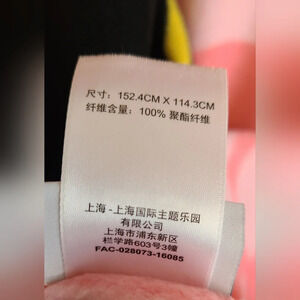 尺寸: 152.4CM X 114.3CM
纤维含量: 100% 聚酯纤维
上海 -上海国际主题乐园
有限公司
上海市浦东新区
栏学路603号3幢
FAC-028073-16085